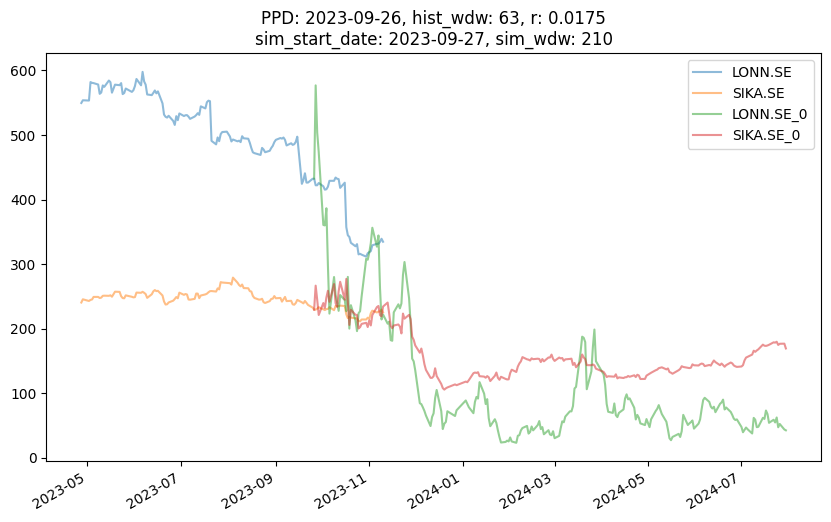 PPD: 2023-09-26, hist_wdw: 63, r: 0.0175
sim_start_date: 2023-09-27, sim_wdw: 210
LONN.SE
SIKA.SE
LONN.SE_0
SIKA.SE_0
600
500
400
300
200
100
0
2023-05
2023-07
2023-09
2023-11
2024-01
2024-03
2024-05
2024-07